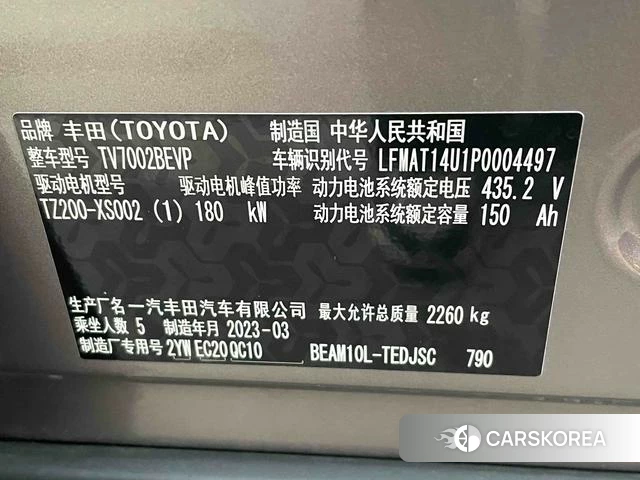 品牌 丰田(TOYOTA) 制造国 中华人民共和国
整车型号 TV7002BEVP 车辆识别代号 LFMAT14U1P0004497
驱动电机型号 驱动电机峰值功率 动力电池系统额定电压 435.2 V
TZ200-XS002 (1) 180 kW 动力电池系统额定容量 150 Ah
生产厂名 一汽丰田汽车有限公司 最大允许总质量 2260 kg
乘坐人数 5 制造年月 2023-03
制造厂专用 2YW EC20 QC10 BEAM10L-TEDJSC 790
CARSKOREA